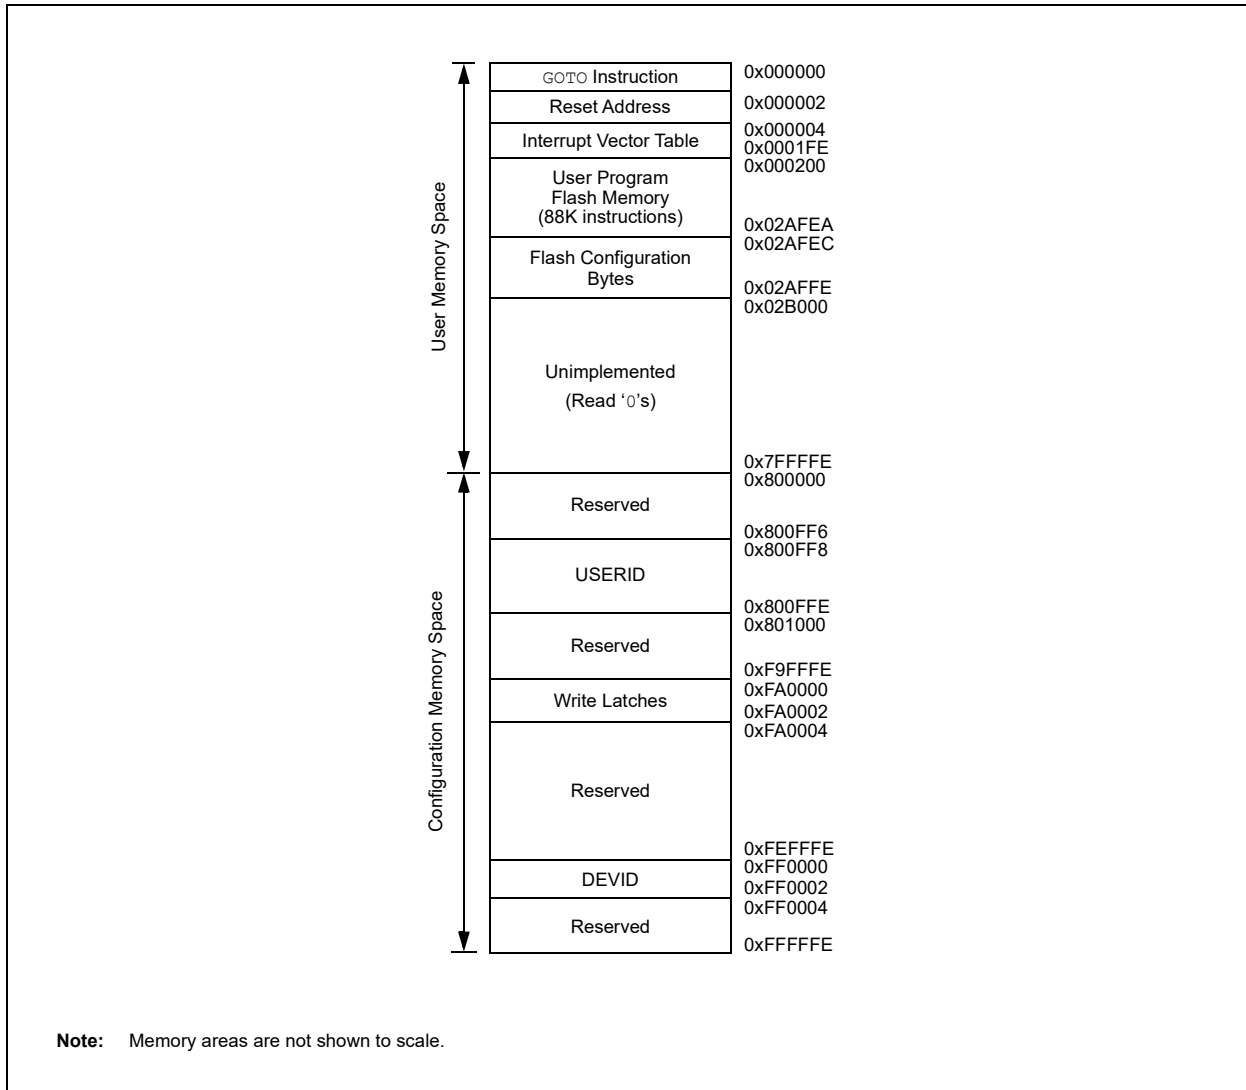 GOTO Instruction
0x000000
Reset Address
0x000002
Interrupt Vector Table
0x000004
0x0001FE
User Program
Flash Memory
(88K instructions)
0x000200
0x02AFEA
Flash Configuration
Bytes
0x02AFEC
0x02AFFE
Unimplemented
(Read ‘0’s)
0x02B000
0x7FFFFE
User Memory Space
Reserved
0x800000
0x800FF6
USERID
0x800FF8
0x800FFE
Reserved
0x801000
0xF9FFFE
Write Latches
0xFA0000
0xFA0002
Reserved
0xFA0004
0xFEFFFE
DEVID
0xFF0000
0xFF0002
Reserved
0xFF0004
0xFFFFFE
Configuration Memory Space
Note: Memory areas are not shown to scale.